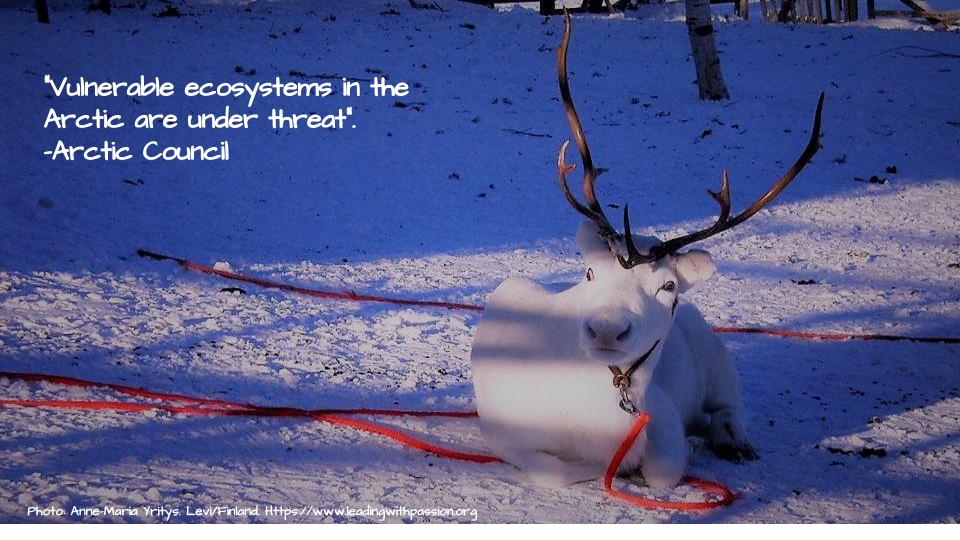 "Vulnerable ecosystems in the
Arctic are under threat".
-Arctic Council
Photo: Anne-Maria Yritys. Levi/Finland. Https://www.leadingwithpassion.org